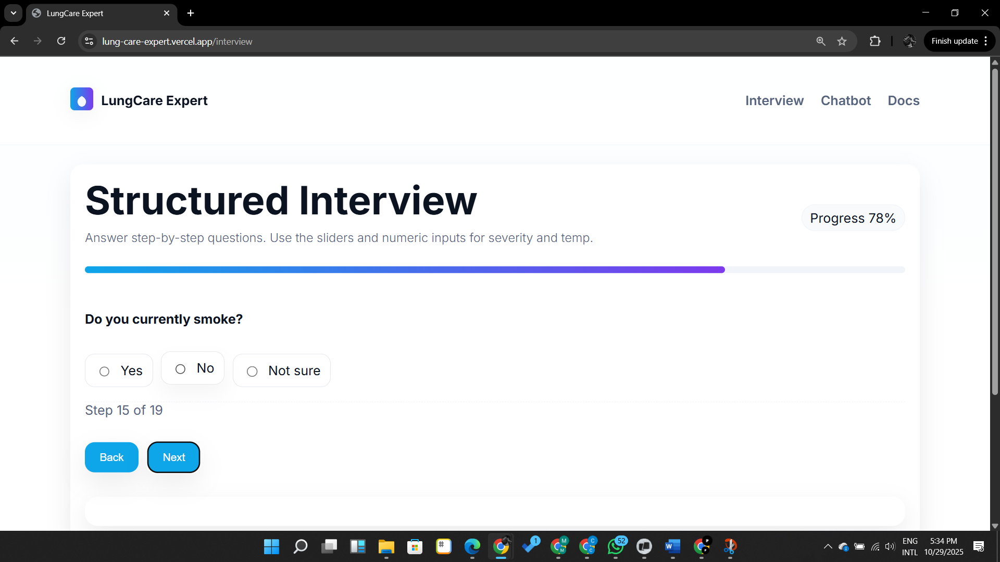 LungCare Expert
lung-care-expert.vercel.app/interview
Finish update
LungCare Expert
Interview Chatbot Docs
Structured Interview
Progress 78%
Answer step-by-step questions. Use the sliders and numeric inputs for severity and temp.
Do you currently smoke?
Yes No Not sure
Step 15 of 19
Back Next
1
M
M
C
C
52
W
P
P
ENG
INTL
5:34 PM
10/29/2025